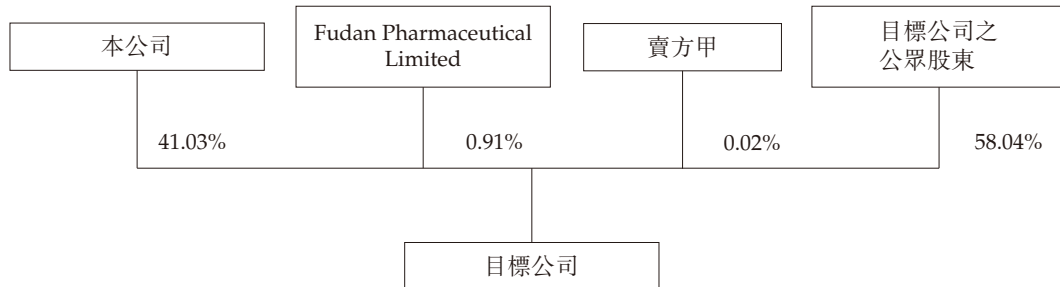 本公司
Fudan Pharmaceutical
Limited
賣方甲
目標公司之
公眾股東
41.03%
0.91%
0.02%
58.04%
目標公司